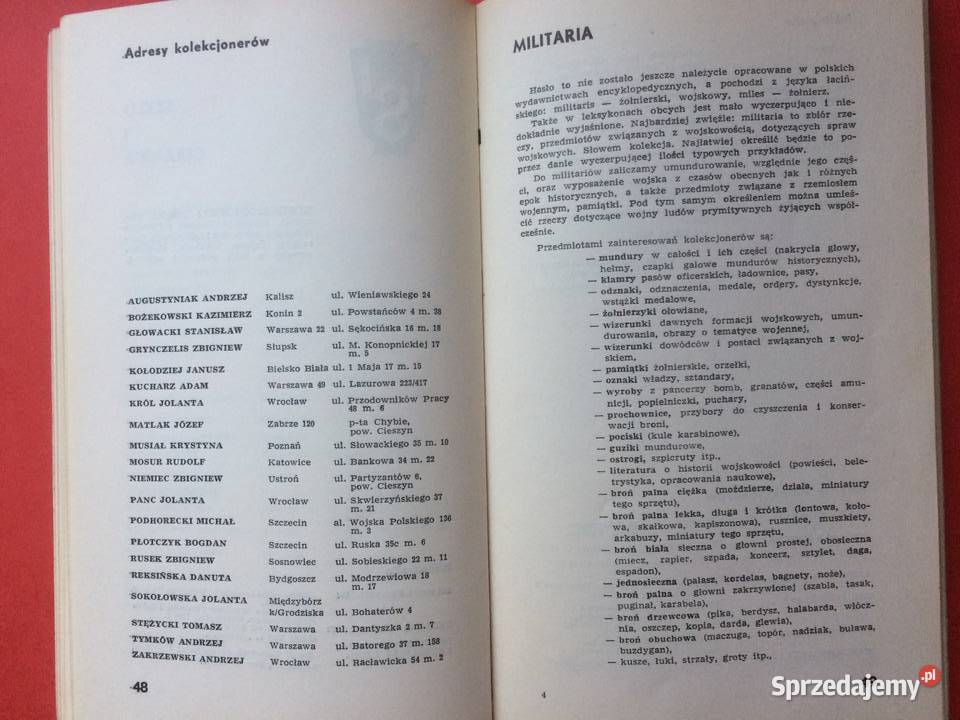 Adresy kolekcjonerów
AUGUSTYNIAK ANDRZEJ Kalisz ul. Wieniawskiego 24
BOŻEKOWSKI KAZIMIERZ Konin 2 ul. Powstańców 4 m. 38
GŁOWACKI STANISŁAW Warszawa 22 ul. Sękocińska 16 m. 18
GRYNCZELIS ZBIGNIEW Słupsk ul. M. Konopnickiej 17
m. 5
KOŁODZIEJ JANUSZ Bielsko Biała ul. 1 Maja 17 m. 15
KUCHARZ ADAM Warszawa 49 ul. Lazurowa 223/417
KRÓL JOLANTA Wrocław ul. Przodowników Pracy
48 m. 6
MATLAK JÓZEF Zabrze 120 p-ta Chybie,
pow. Cieszyn
MUSIAŁ KRYSTYNA Poznań ul. Słowackiego 35 m. 10
MOSUR RUDOLF Katowice ul. Bankowa 34 m. 22
NIEMIEC ZBIGNIEW Ustroń ul. Partyzantów 6,
pow. Cieszyn
PANC JOLANTA Wrocław ul. Skwierzyńskiego 37
m. 21
PODHORECKI MICHAŁ Szczecin al. Wojska Polskiego 136
m. 3
PŁOTCZYK BOGDAN Szczecin ul. Ruska 35c m. 6
RUSEK ZBIGNIEW Sosnowiec ul. Sobieskiego 22 m. 11
REKSIŃSKA DANUTA Bydgoszcz ul. Modrzewiowa 18
m. 17
SOKOŁOWSKA JOLANTA Międzybórz
k/Grodziska ul. Bohaterów 4
STĘŻYCKI TOMASZ Warszawa ul. Dantyszka 2 m. 7
TYMKÓW ANDRZEJ Warszawa ul. Batorego 37 m. 158
ZAKRZEWSKI ANDRZEJ Wrocław ul. Racławicka 54 m. 2
48
MILITARIA
Hasło to nie zostało jeszcze należycie opracowane w polskich
wydawnictwach encyklopedycznych, a pochodzi z języka łaciń-
skiego: militaris — żołnierski, wojskowy, miles — żołnierz.
Także w leksykonach obcych jest mało wyczerpująco i nie-
dokładnie wyjaśnione. Najbardziej zwięźle: militaria to zbiór rze-
czy, przedmiotów związanych z wojskowością, dotyczących spraw
wojskowych. Słowem kolekcja. Najłatwiej określić będzie to po-
przez danie wyczerpującej ilości typowych przykładów.
Do militariów zaliczamy umundurowanie, względnie jego częś-
ci, oraz wyposażenie wojska z czasów obecnych jak i różnych
epok historycznych, a także przedmioty związane z rzemiosłem
wojennym, pamiątki. Pod tym samym określeniem można umieś-
cić rzeczy dotyczące wojny ludów prymitywnych żyjących współ-
cześnie.
Przedmiotami zainteresowań kolekcjonerów są:
— mundury w całości i ich części (nakrycia głowy,
hełmy, czapki galowe mundurów historycznych),
— klamry pasów oficerskich, ładownice, pasy,
— odznaki, odznaczenia, medale, ordery, dystynkcje,
wstążki medalowe,
— żołnierzyki ołowiane,
— wizerunki dawnych formacji wojskowych, umun-
durowania, obrazy o tematyce wojennej,
— wizerunki dowódców i postaci związanych z woj-
skiem,
— pamiątki żołnierskie, orzełki,
— oznaki władzy, sztandary,
— wyroby z pancerzy bomb, granatów, części amu-
nicji, popielniczki, puchary,
— prochownice, przybory do czyszczenia i konser-
wacji broni,
— pociski (kule karabinowe),
— guziki mundurowe,
— ostrogi, szpicruty itp.,
— literatura o historii wojskowości (powieści, bele-
trystyka, opracowania naukowe),
— broń palna ciężka (moździerze, działa, miniatury
tego sprzętu),
— broń palna lekka, długa i krótka (lontowa, koło-
wa, skałkowa, kapiszonowa), rusznice, muszkiety,
arkabuzy, miniatury tego sprzętu,
— broń biała sieczna o głowni prostej, obosieczna
(miecz, rapier, szpada, koncerz, sztylet, daga,
espadon),
— jednosieczna (pałasz, kordelas, bagnety, noże),
— broń palna o głowni zakrzywionej (szabla, tasak,
puginał, karabela),
— broń drzewcowa (pika, berdysz, halabarda, włócz-
nia, oszczep, kopia, darda, glewia),
— broń obuchowa (maczuga, topór, nadziak, buława,
buzdygan),
— kusze, łuki, strzały, groty itp.,
4
Sprzedajemy.pl